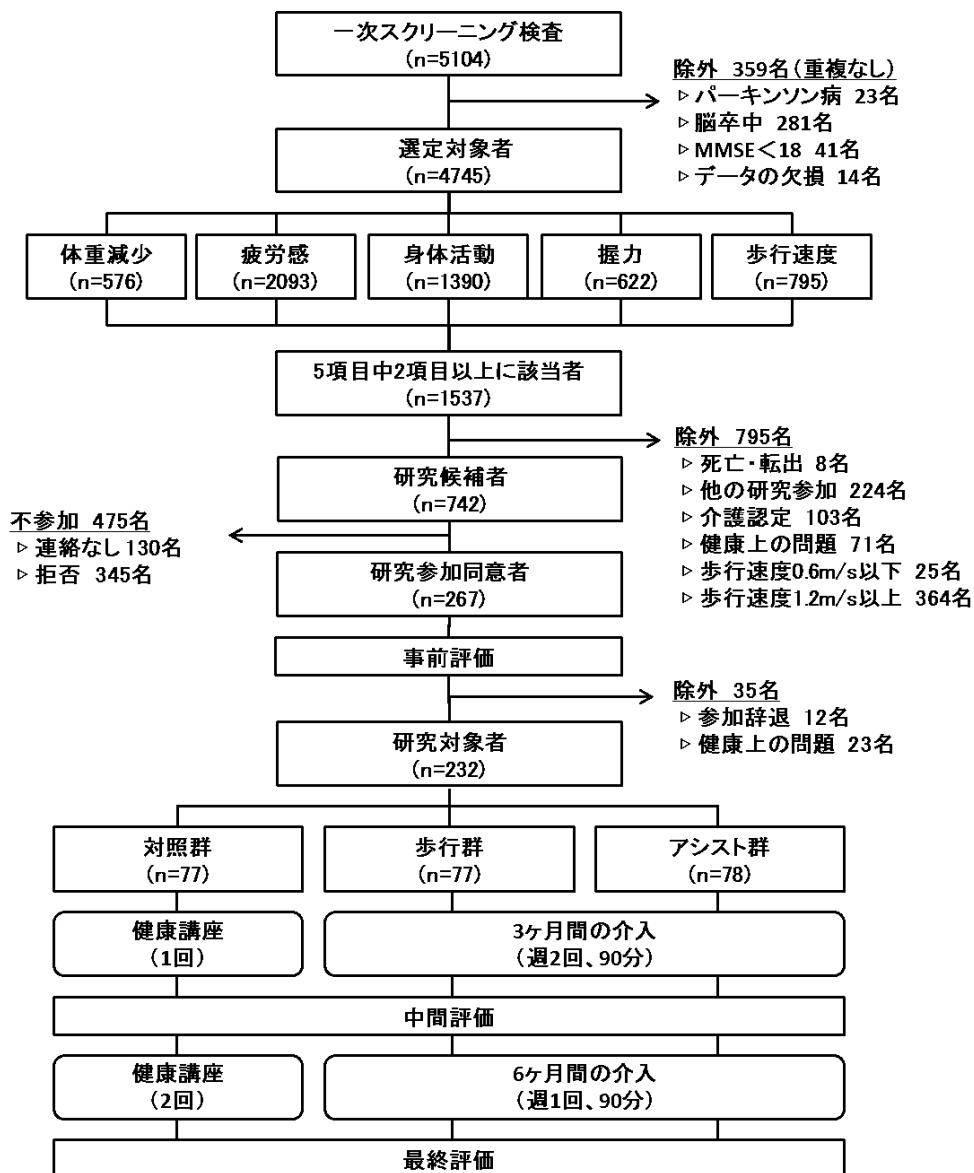 一次スクリーニング検査
(n=5104)
除外 359名(重複なし)
▷ パーキンソン病 23名
▷ 脳卒中 281名
▷ MMSE<18 41名
▷ データの欠損 14名
選定対象者
(n=4745)
体重減少
(n=576)
疲労感
(n=2093)
身体活動
(n=1390)
握力
(n=622)
歩行速度
(n=795)
5項目中2項目以上に該当者
(n=1537)
除外 795名
▷ 死亡・転出 8名
▷ 他の研究参加 224名
▷ 介護認定 103名
▷ 健康上の問題 71名
▷ 歩行速度0.6m/s以下 25名
▷ 歩行速度1.2m/s以上 364名
研究候補者
(n=742)
不参加 475名
▷ 連絡なし 130名
▷ 拒否 345名
研究参加同意者
(n=267)
事前評価
除外 35名
▷ 参加辞退 12名
▷ 健康上の問題 23名
研究対象者
(n=232)
対照群
(n=77)
歩行群
(n=77)
アシスト群
(n=78)
健康講座
(1回)
3ヶ月間の介入
(週2回、90分)
中間評価
健康講座
(2回)
6ヶ月間の介入
(週1回、90分)
最終評価